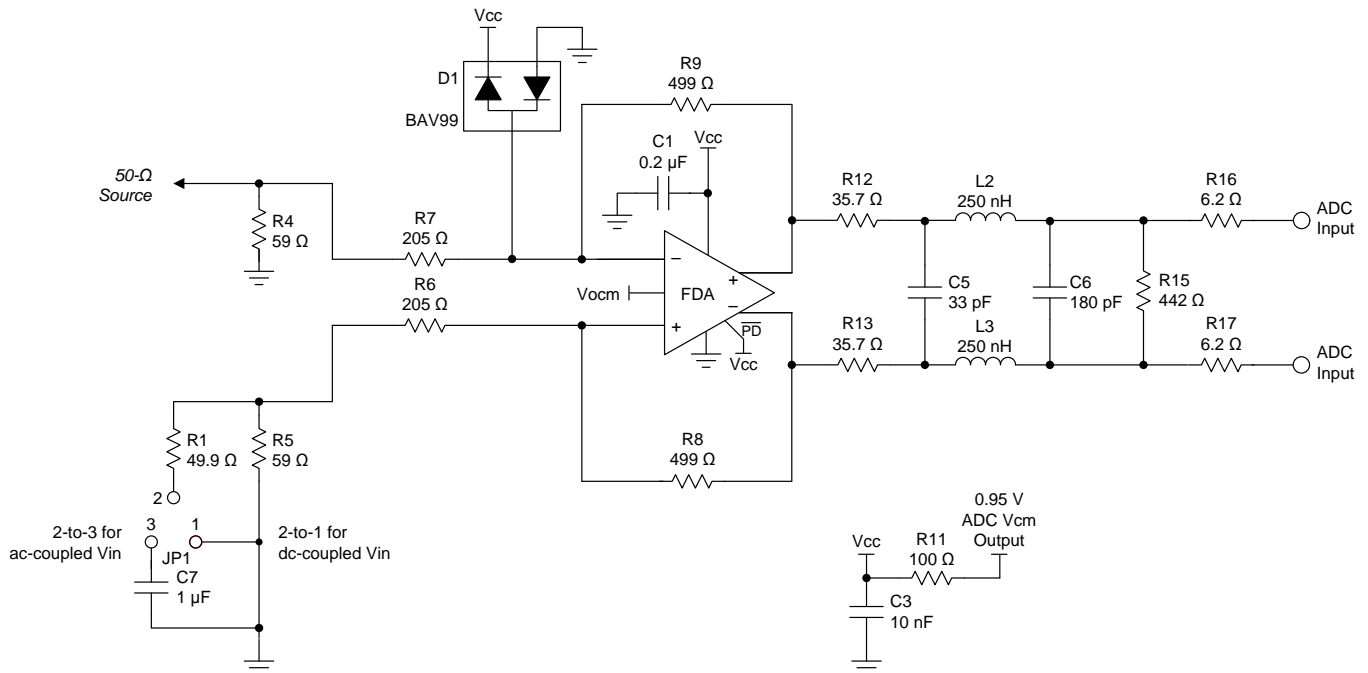 Vcc
D1
BAV99
R9
499 Ω
C1
0.2 µF
Vcc
50-Ω
Source
R4
59 Ω
R7
205 Ω
R6
205 Ω
Vocm
FDA
−
+
+
−
PD
Vcc
R12
35.7 Ω
L2
250 nH
R16
6.2 Ω
ADC
Input
C5
33 pF
C6
180 pF
R15
442 Ω
R13
35.7 Ω
L3
250 nH
R17
6.2 Ω
ADC
Input
R8
499 Ω
R1
49.9 Ω
R5
59 Ω
2
3
1
JP1
2-to-3 for
ac-coupled Vin
2-to-1 for
dc-coupled Vin
C7
1 µF
Vcc
R11
100 Ω
0.95 V
ADC Vcm
Output
C3
10 nF